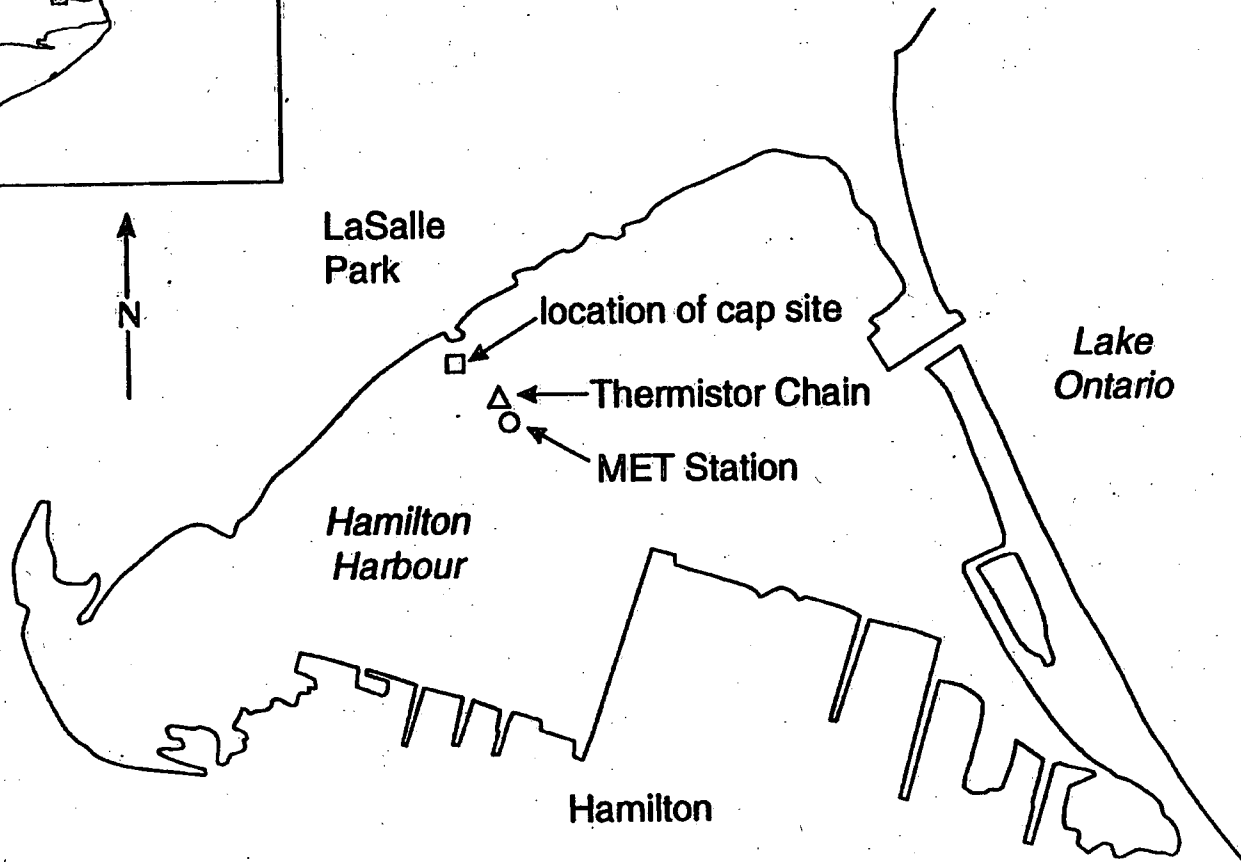 LaSalle
Park
N
location of cap site
Lake
Ontario
Thermistor Chain
MET Station
Hamilton
Harbour
Hamilton